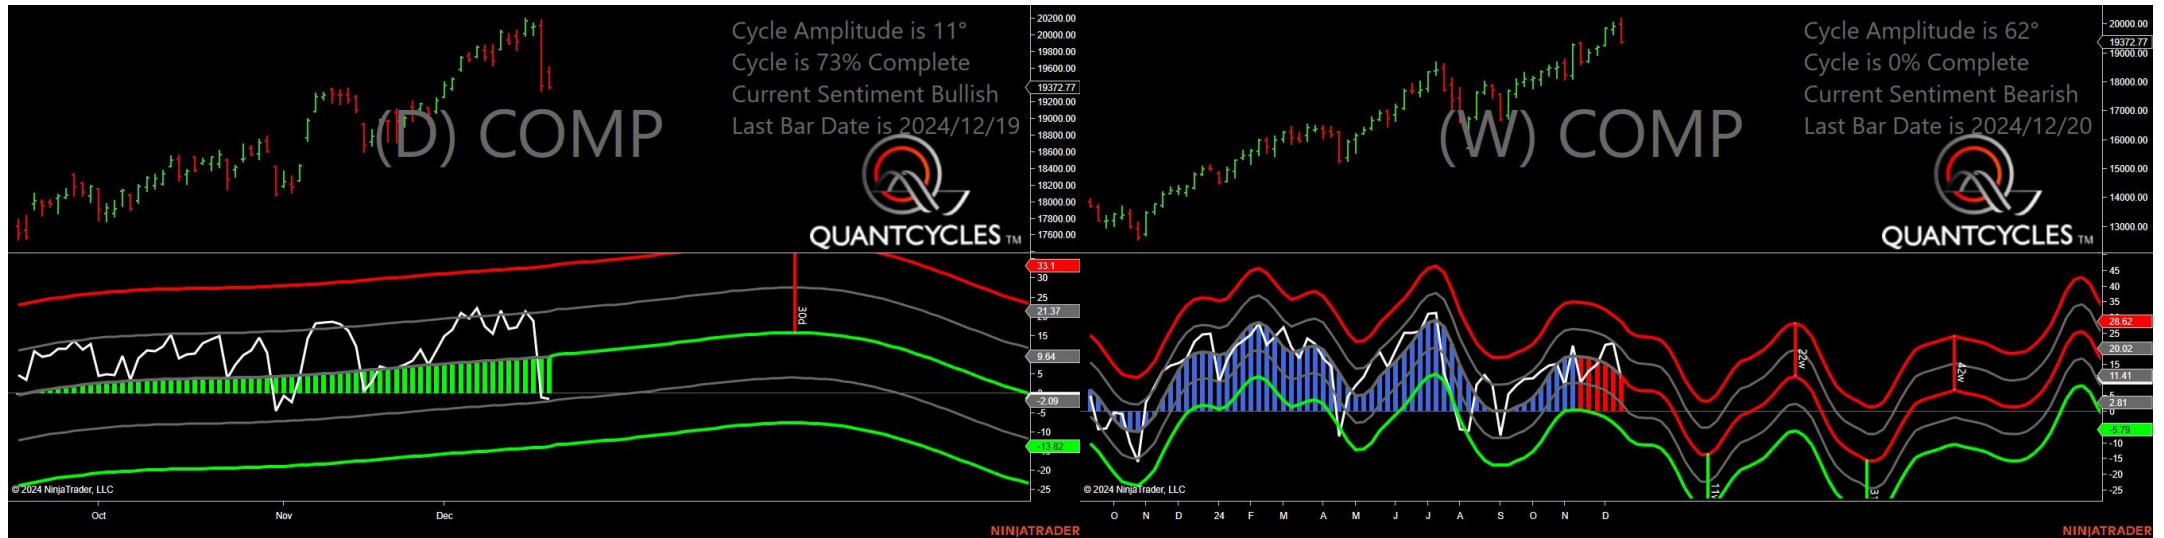 Cycle Amplitude is 11°
Cycle is 73% Complete
Current Sentiment Bullish
Last Bar Date is 2024/12/19
(D) COMP
QUANTCYCLES TM
20200.00
20000.00
19800.00
19600.00
19372.77
19200.00
19000.00
18800.00
18600.00
18400.00
18200.00
18000.00
17800.00
17600.00
33.1
30
25
21.37
15
9.64
5
-2.09
-5
-10
-13.82
-20
-25
30d
© 2024 NinjaTrader, LLC
Oct Nov Dec
NINJATRADER
Cycle Amplitude is 62°
Cycle is 0% Complete
Current Sentiment Bearish
Last Bar Date is 2024/12/20
(W) COMP
QUANTCYCLES TM
20000.00
19372.77
19000.00
18000.00
17000.00
16000.00
15000.00
14000.00
13000.00
45
40
35
28.62
25
20.02
15
11.41
2.81
0
-5.79
-10
-15
-20
-25
22w
42w
© 2024 NinjaTrader, LLC
O N D 24 F M A M J J A S O N D
NINJATRADER